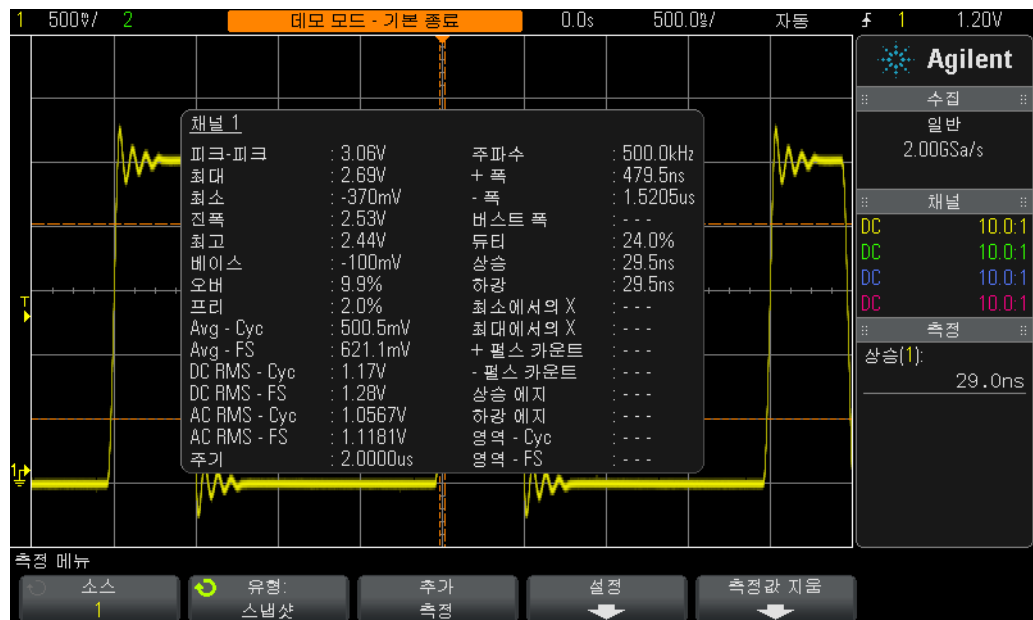 1 500㎷/ 2 데모 모드 - 기본 종료 0.0s 500.0㎱/ 자동 1 1.20V
Agilent
수집
일반
2.00GSa/s
채널
DC 10.0:1
DC 10.0:1
DC 10.0:1
DC 10.0:1
측정
상승(1):
29.0ns
채널 1
피크-피크 : 3.06V 주파수 : 500.0kHz
최대 : 2.69V + 폭 : 479.5ns
최소 : -370mV - 폭 : 1.5205us
진폭 : 2.53V 버스트 폭 : - - -
최고 : 2.44V 듀티 : 24.0%
베이스 : -100mV 상승 : 29.5ns
오버 : 9.9% 하강 : 29.5ns
프리 : 2.0% 최소에서의 X : - - -
Avg - Cyc : 500.5mV 최대에서의 X : - - -
Avg - FS : 621.1mV + 펄스 카운트 : - - -
DC RMS - Cyc : 1.17V - 펄스 카운트 : - - -
DC RMS - FS : 1.28V 상승 에지 : - - -
AC RMS - Cyc : 1.0567V 하강 에지 : - - -
AC RMS - FS : 1.1181V 영역 - Cyc : - - -
주기 : 2.0000us 영역 - FS : - - -
T
1
측정 메뉴
소스 유형: 추가 설정 측정값 지움
1 스냅샷 측정